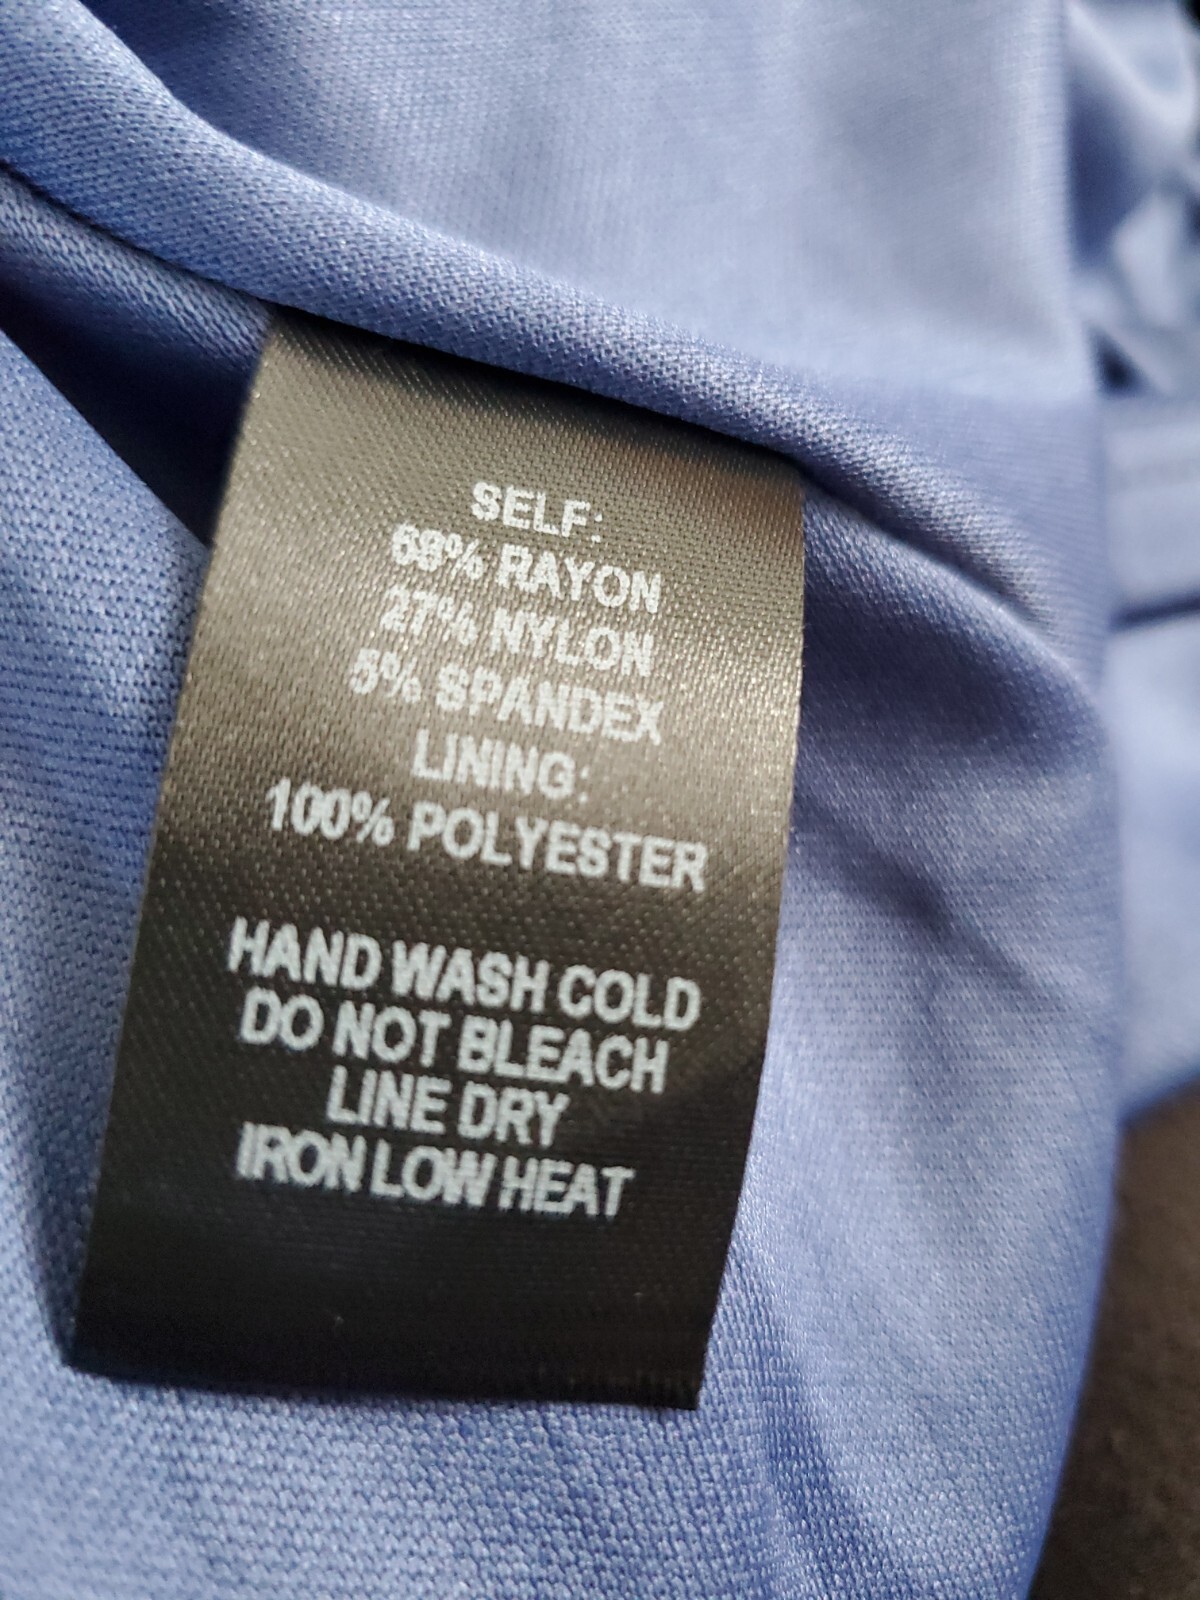 SELF:
68% RAYON
27% NYLON
5% SPANDEX
LINING:
100% POLYESTER
HAND WASH COLD
DO NOT BLEACH
LINE DRY
IRON LOW HEAT